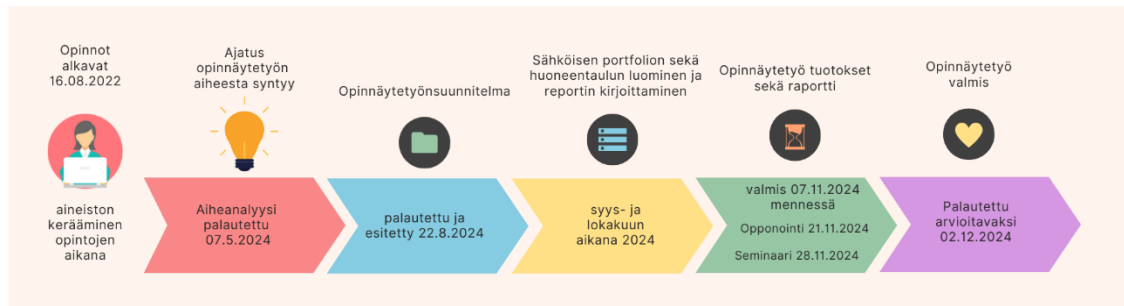 Opinnot
alkavat
16.08.2022
aineiston
kerääminen
opintojen
aikana
Ajatus
opinnäytetyön
aiheesta syntyy
Aiheanalyysi
palautettu
07.5.2024
Opinnäytetyönsuunnitelma
palautettu ja
esitetty 22.8.2024
Sähköisen portfolion sekä
huoneentaulun luominen ja
reportin kirjoittaminen
syys- ja
lokakuun
aikana 2024
Opinnäytetyö tuotokset
sekä raportti
valmis 07.11.2024
mennessä
Opponointi 21.11.2024
Seminaari 28.11.2024
Opinnäytetyö
valmis
Palautettu
arvioitavaksi
02.12.2024